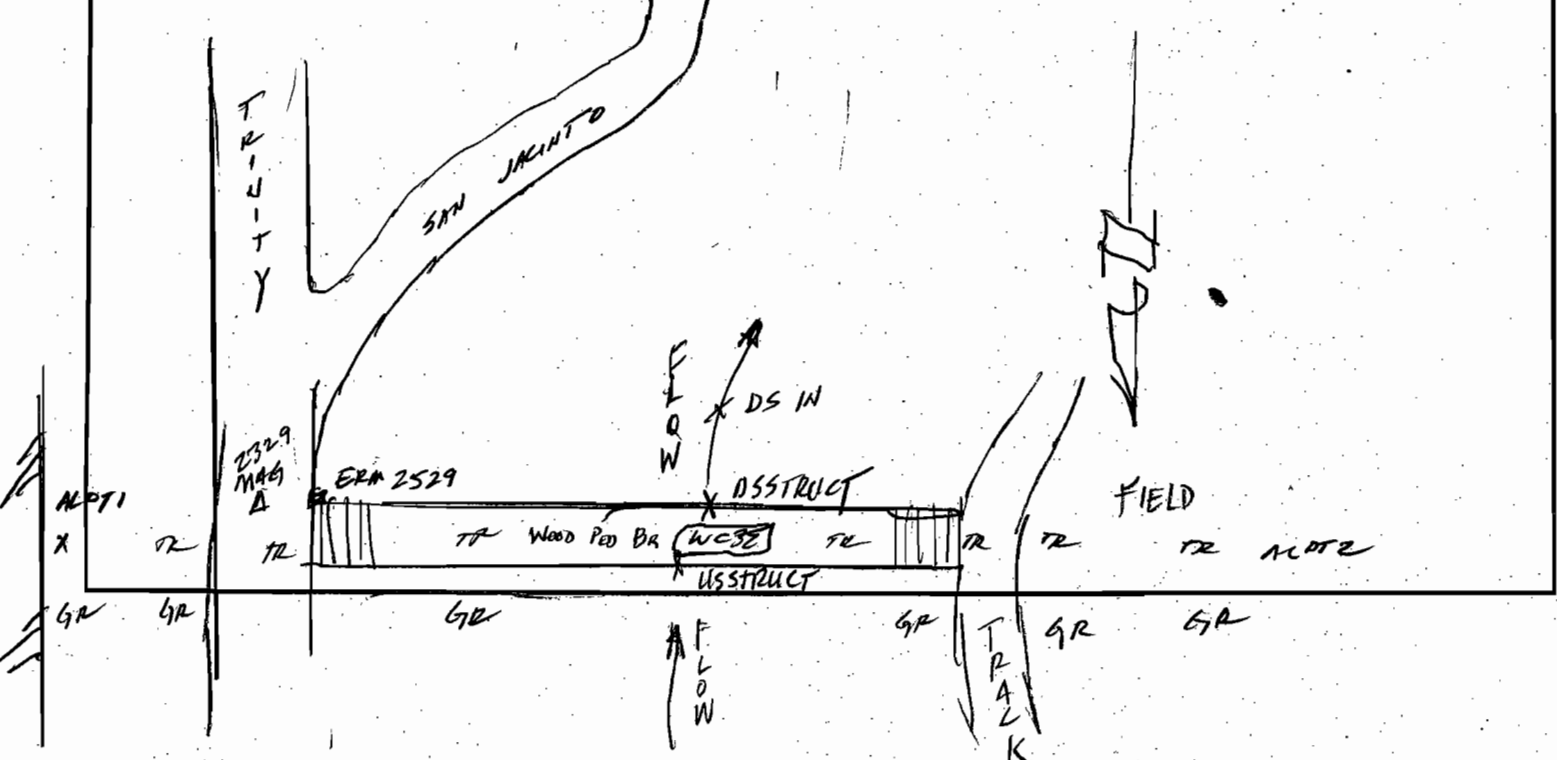 TRINITY
SAN JACINTO
FLOW
DS IN
N
2329
MAG
ERM 2529
DSSTRUCT
FIELD
X
TR
TR
TR WOOD PED BR
TR
TR
TR
TR
USSTRUCT
GR
GR
GR
GR
GR
GR
FLOW
TRACK